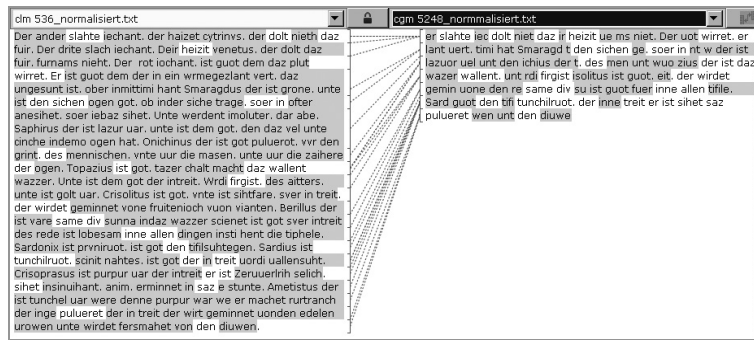 clm 536_normalisiert.txt
cgm 5248_normmalisiert.txt
Der ander slahte iechant. der haizet cytrinvs. der dolt nieth daz
fuir. Der drite slach iechant. Deir heizit venetus. der dolt daz
fuir. furnams nieht. Der rot iochant. ist guot dem daz plut
wirret. Er ist guot dem der in ein wrmegezlant vert. daz
ungesunt ist. ober inmittimi hant Smaragdus der ist grone. unte
ist den sichen ogen got. ob inder siche trage. soer in ofter
anesihet. soer iebaz sihet. Unte werdent imoluter. dar abe.
Saphirus der ist lazur uar. unte ist dem got. den daz vel unte
cinche indemo ogen hat. Onichinus der ist got puluerot. vvr den
grint. des mennischen. vnte uur die masen. unte uur die zaihere
der ogen. Topazius ist got. tazer chalt macht daz wallent
wazzer. Unte ist dem got der intreit. Wrdi firgist. des aitters.
unte ist golt uar. Crisolitus ist got. vnte ist sihtfare. sver in treit.
der wirdet geminnet vone fruitenioch vuon vianten. Berillus der
ist vare same div sunna indaz wazzer scienet ist got sver intreit
des rede ist lobesam inne allen dingen insti hent die tiphele.
Sardonix ist prvniruot. ist got den tifilsuhtegen. Sardius ist
tunchilruot. scinit nahtes. ist got der in treit uordi uallensuht.
Crisoprasus ist purpur uar der intreit er ist Zeruuerlrih selich.
sihet insinuihant. anim. erminnet in saz e stunte. Ametistus der
ist tunchel uar were denne purpur war we er machet rurtranch
der inge pulueret der in treit der wirt geminnet uonden edelen
urowen unte wirdet fersmahet von den diuwen.
er slahte iec dolt niet daz ir heizit ue ms niet. Der uot wirret. er
lant uert. timi hat Smaragd t den sichen ge. soer in nt w der ist
lazuor uel unt den ichius der t. des men unt wuo zius der ist daz
wazer wallent. unt rdi firgist isolitus ist guot. eit. der wirdet
gemin uone den re same div su ist guot fuer inne allen tifile.
Sard guot den tifi tunchilruot. der inne treit er ist sihet saz
pulueret wen unt den diuwe